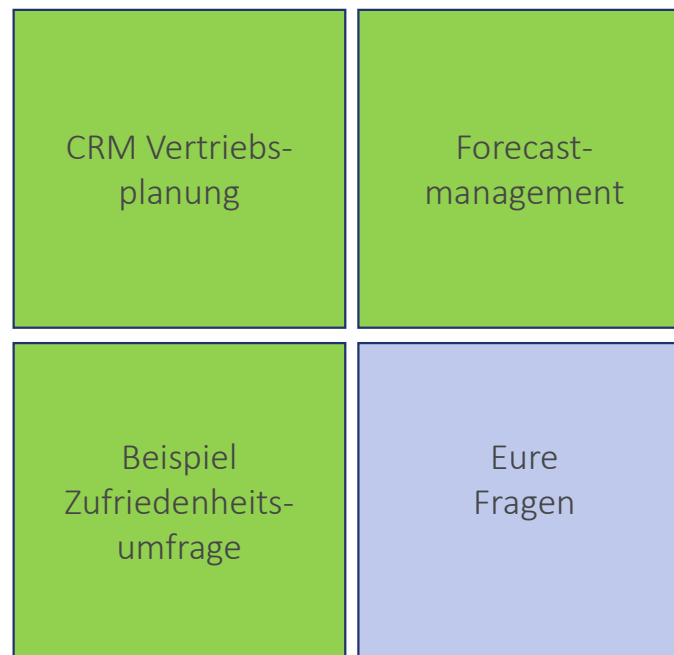 CRM Vertriebs-
planung
Forecast-
management
Beispiel
Zufriedenheits-
umfrage
Eure
Fragen